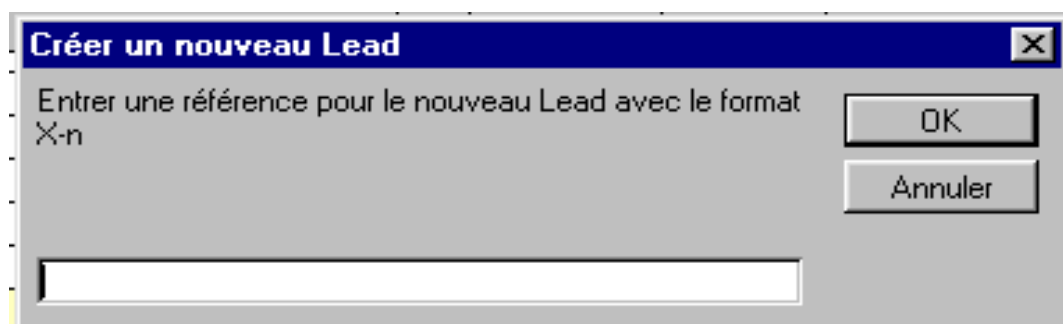 Créer un nouveau Lead
Entrer une référence pour le nouveau Lead avec le format
X-n
OK
Annuler